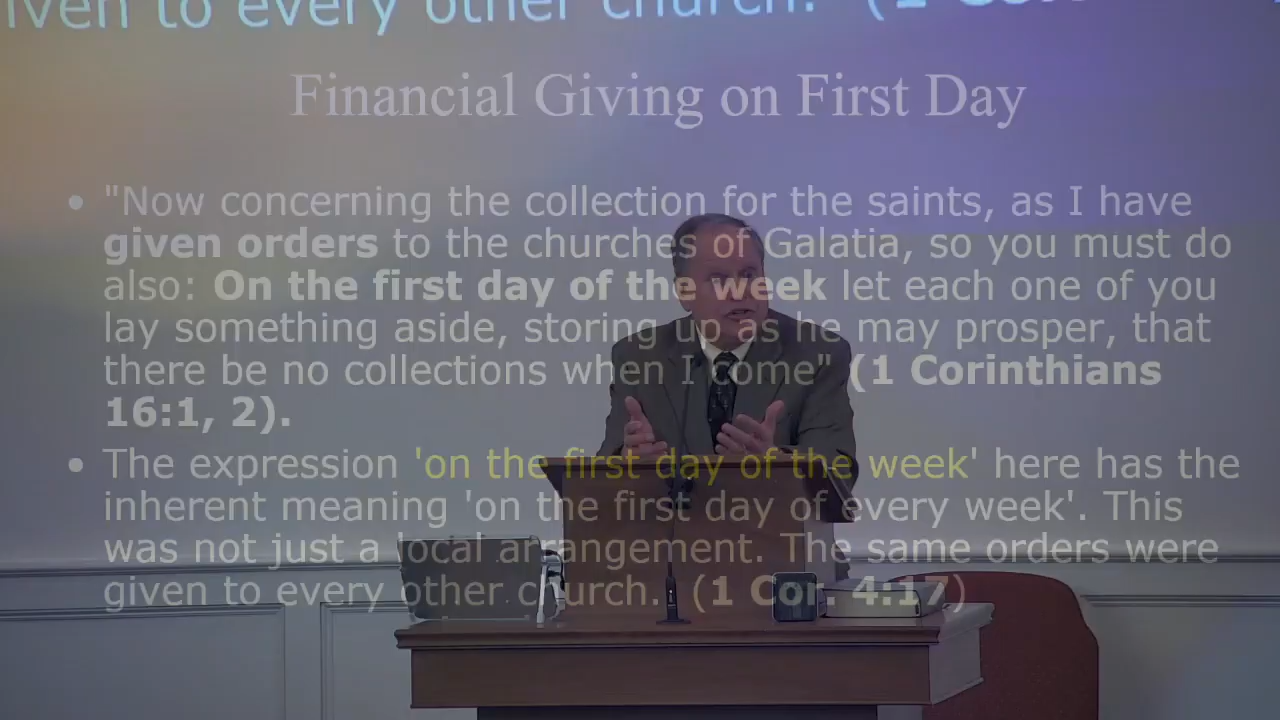 given to every other church. (1 Cor.
Financial Giving on First Day
• "Now concerning the collection for the saints, as I have
given orders to the churches of Galatia, so you must do
also: On the first day of the week let each one of you
lay something aside, storing up as he may prosper, that
there be no collections when I come" (1 Corinthians
16:1, 2).
• The expression 'on the first day of the week' here has the
inherent meaning 'on the first day of every week'. This
was not just a local arrangement. The same orders were
given to every other church. (1 Cor. 4:17)